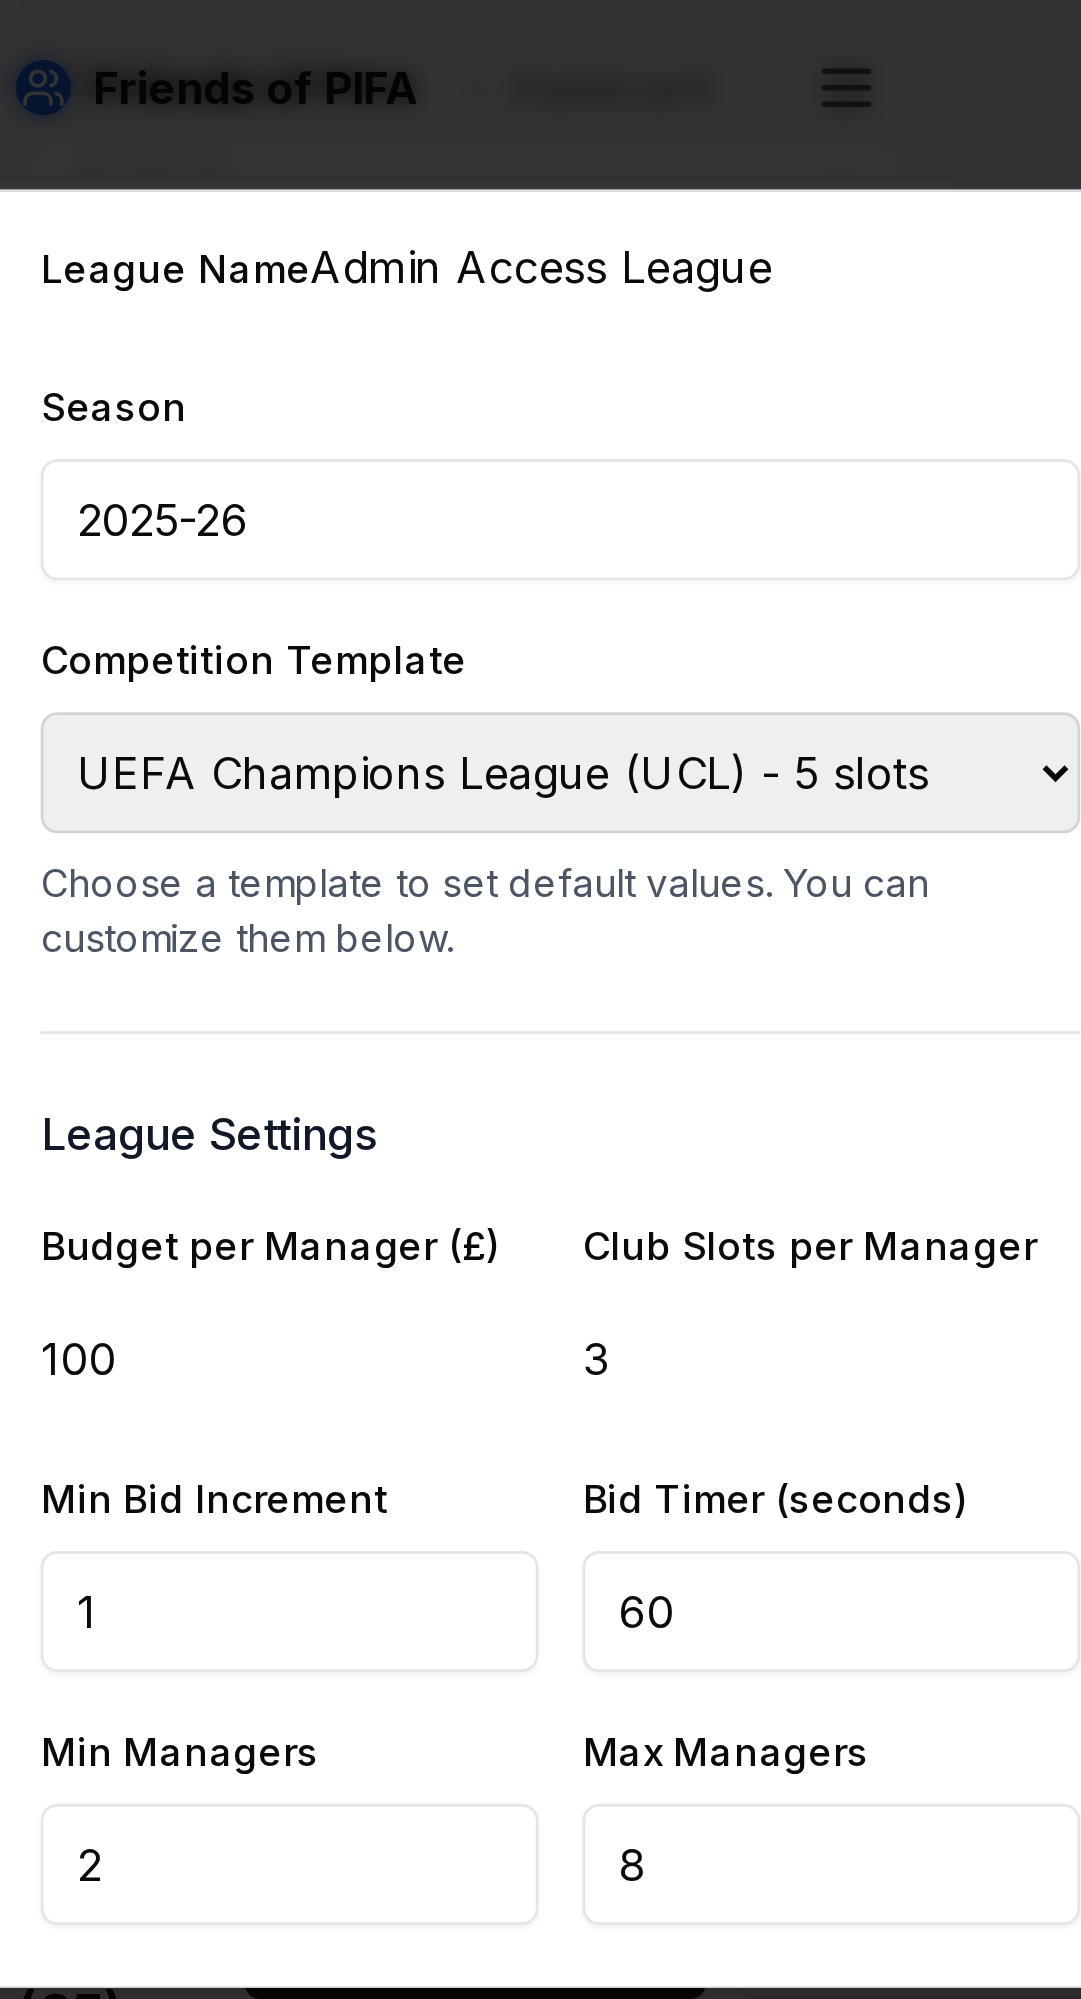 Friends of PIFA
League Name Admin Access League
Season
2025-26
Competition Template
UEFA Champions League (UCL) - 5 slots
Choose a template to set default values. You can
customize them below.
League Settings
Budget per Manager (£) Club Slots per Manager
100 3
Min Bid Increment Bid Timer (seconds)
1 60
Min Managers Max Managers
2 8